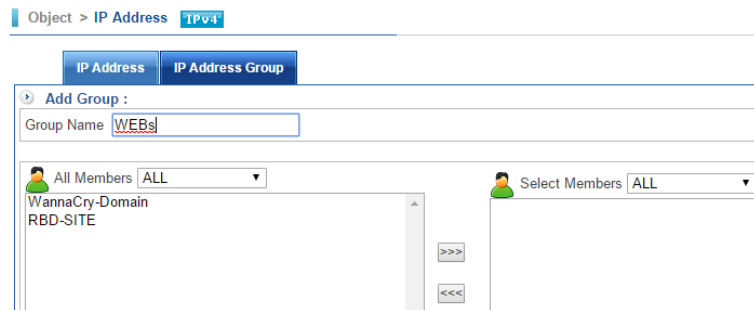 Object > IP Address IPv4
IP Address IP Address Group
Add Group :
Group Name WEBs
All Members ALL Select Members ALL
WannaCry-Domain
RBD-SITE
>>>
<<<